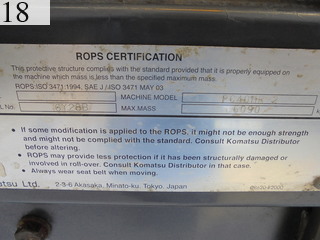 18
ROPS CERTIFICATION
This protective structure complies with the standard provided that it is properly equipped on
the machine which mass is less than the specified maximum mass.
ROPS:ISO 3471:1994, SAE J / ISO 3471 MAY 03
MACHINE MODEL
L No. MAX MASS
• If some modification is applied to the ROPS, it might not be enough strength
and might not be complied with the standard. Consult Komatsu Distributor
before altering.
• ROPS may provide less protection if it has been structurally damaged or
involved in roll-over. Consult Komatsu Distributor in that case.
• Always wear seat belt when moving.
atsu Ltd. 2-3-6 Akasaka, Minato-ku, Tokyo, Japan